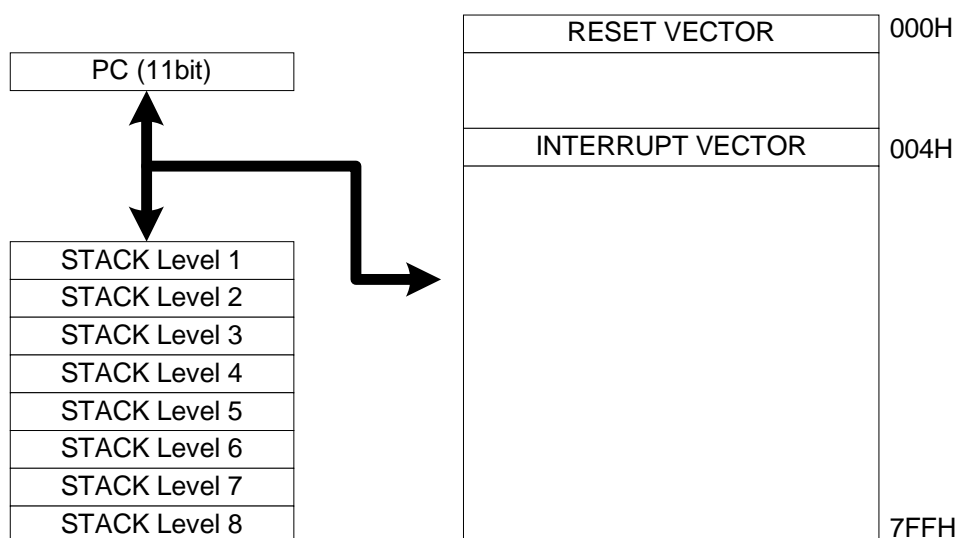 PC (11bit)
STACK Level 1
STACK Level 2
STACK Level 3
STACK Level 4
STACK Level 5
STACK Level 6
STACK Level 7
STACK Level 8
RESET VECTOR
000H
INTERRUPT VECTOR
004H
7FFH